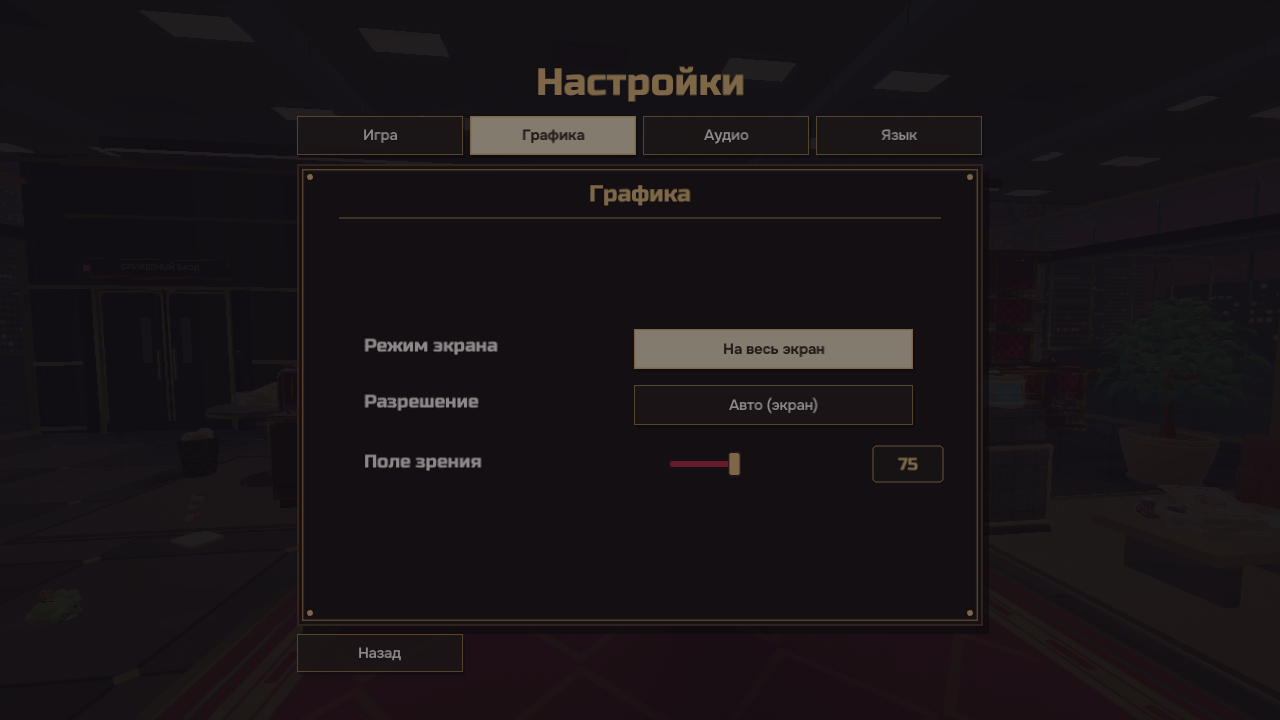 Настройки
Игра
Графика
Аудио
Язык
Графика
Режим экрана
На весь экран
Разрешение
Авто (экран)
Поле зрения
75
Назад